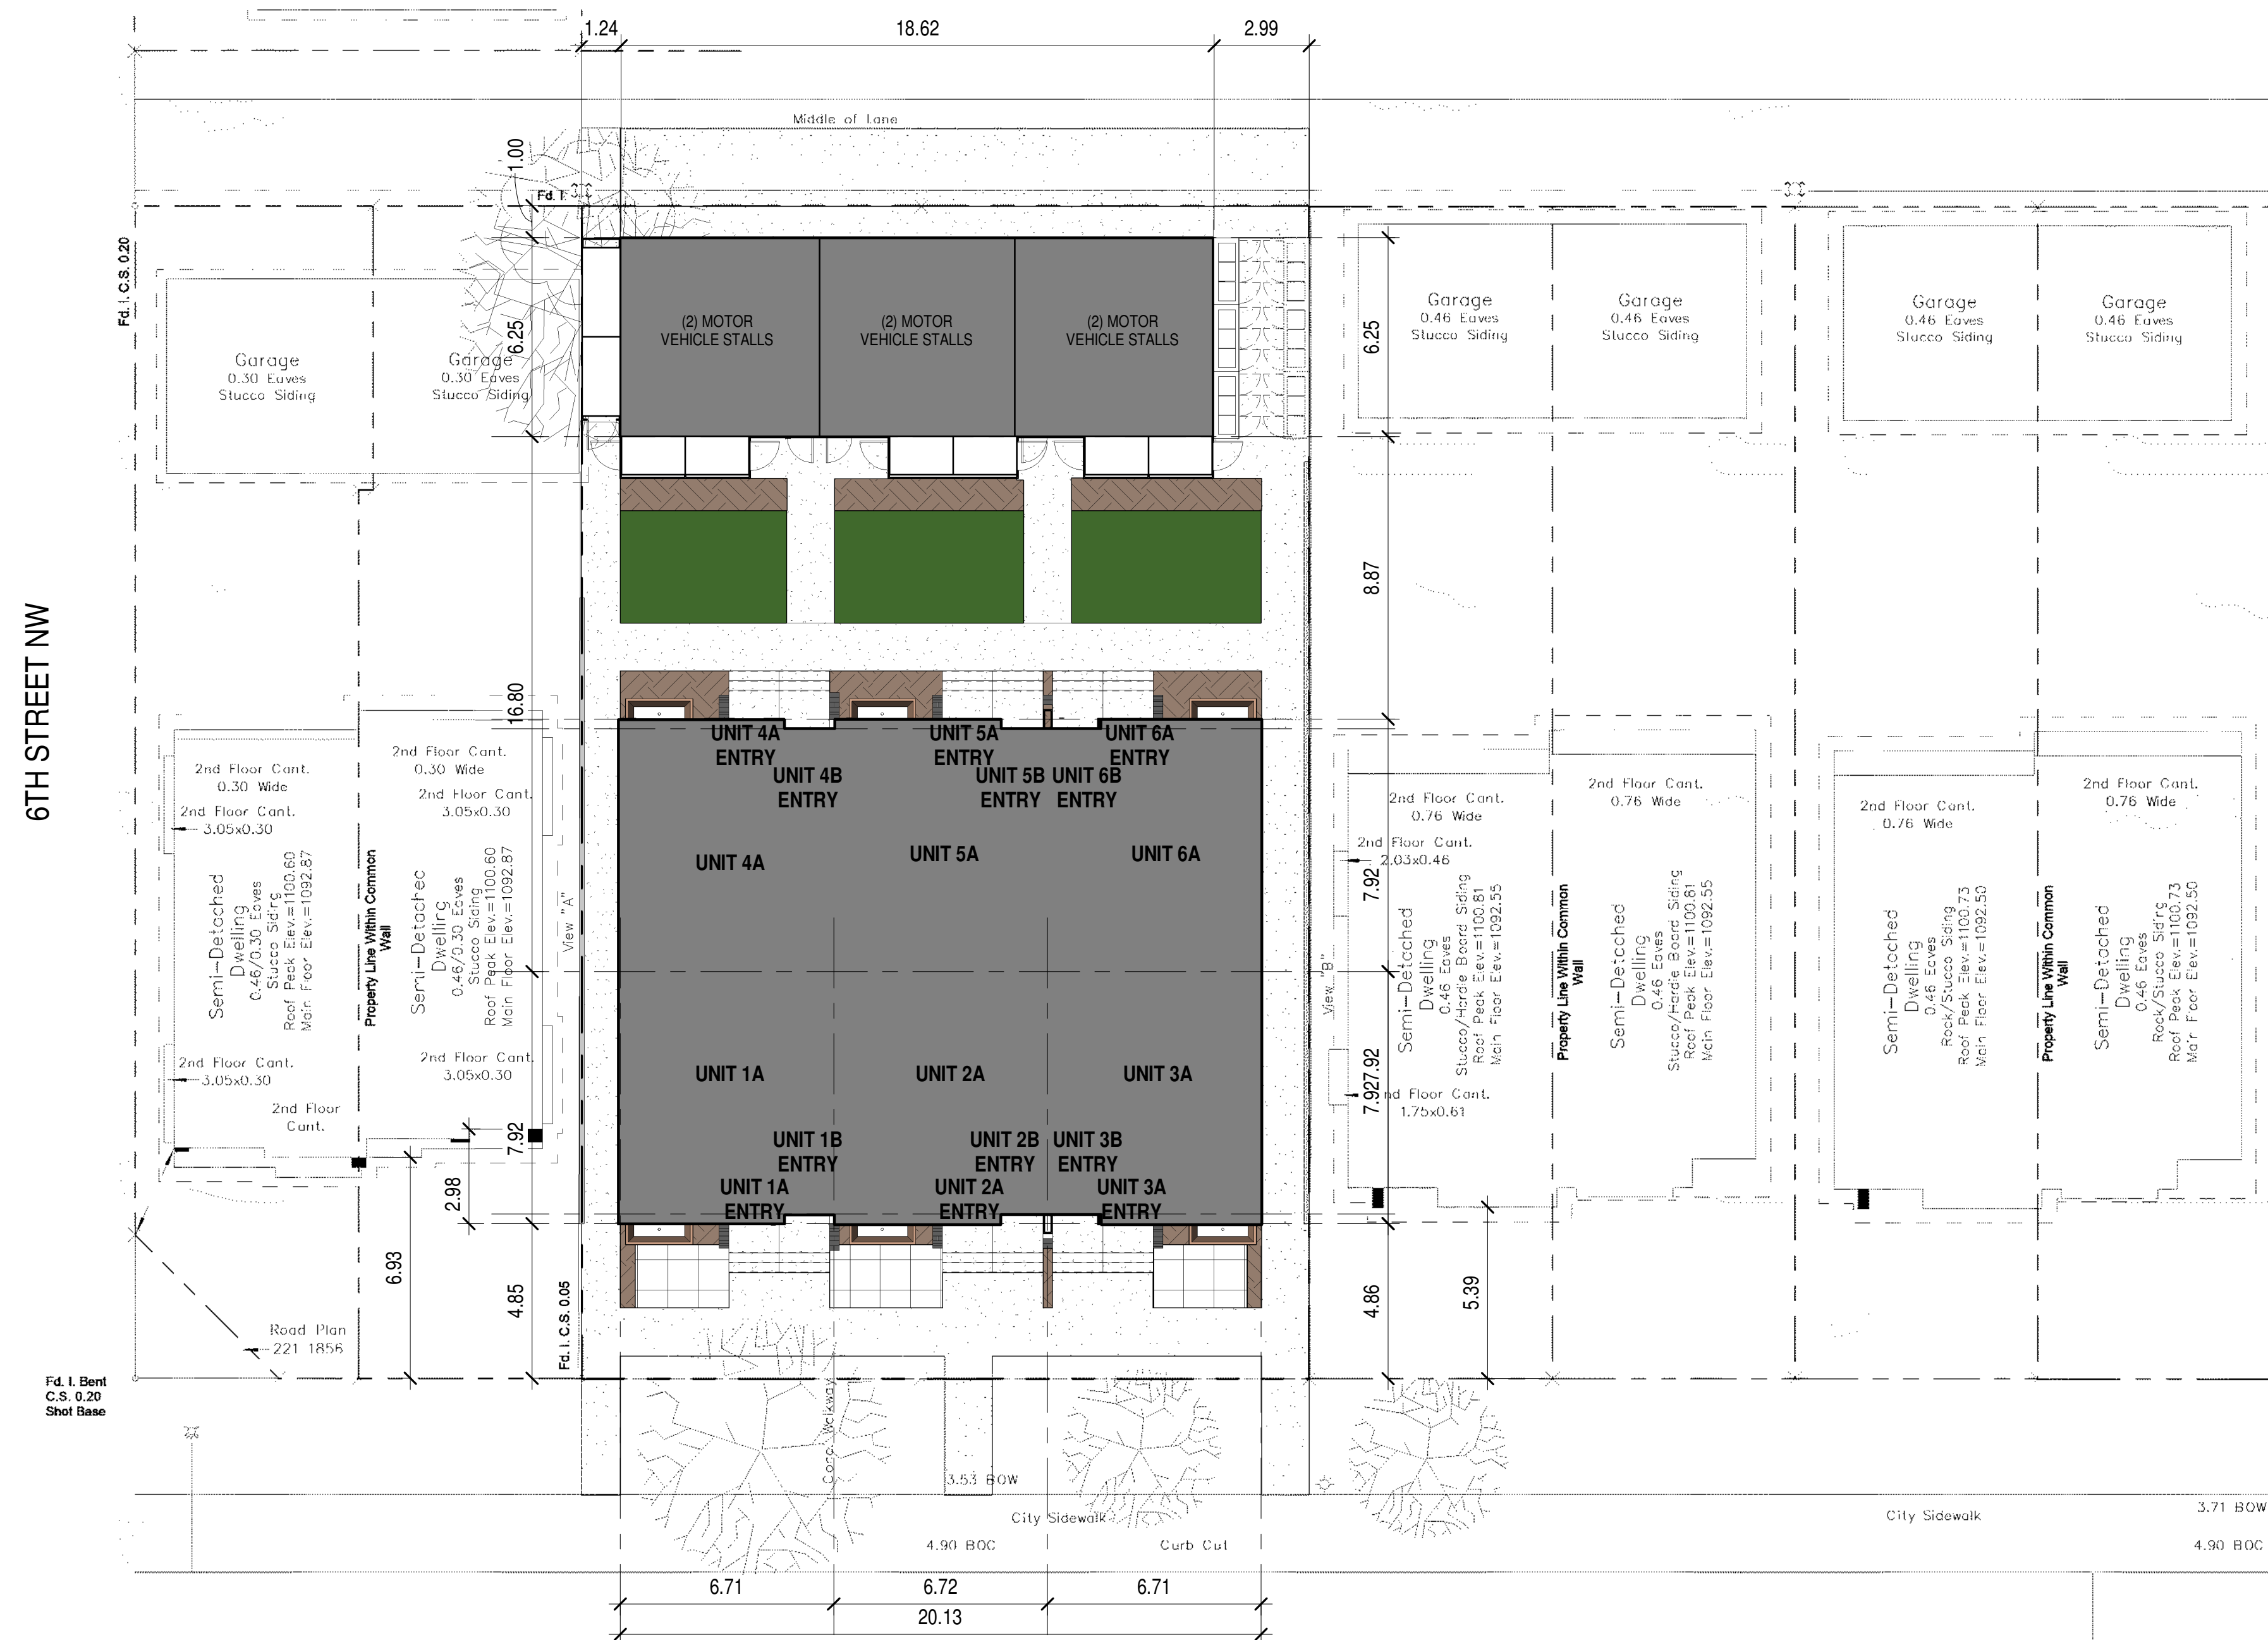 1.24
18.62
2.99
Middle of Lane
1.00
Fd. I.
Fd. I. C.S. 0.20
(2) MOTOR
VEHICLE STALLS
(2) MOTOR
VEHICLE STALLS
(2) MOTOR
VEHICLE STALLS
6.25
6.25
Garage
0.30 Eaves
Stucco Siding
Garage
0.30 Eaves
Stucco Siding
Garage
0.46 Eaves
Stucco Siding
Garage
0.46 Eaves
Stucco Siding
Garage
0.46 Eaves
Stucco Siding
Garage
0.46 Eaves
Stucco Siding
6TH STREET NW
16.80
8.87
2nd Floor Cant.
0.30 Wide
2nd Floor Cant.
3.05x0.30
2nd Floor Cant.
0.30 Wide
2nd Floor Cant.
3.05x0.30
Semi-Detached
Dwelling
0.46/0.30 Eaves
Stucco Siding
Roof Peak Elev.=1100.60
Main Floor Elev.=1092.87
Property Line Within Common
Wall
Semi-Detached
Dwelling
0.46/0.30 Eaves
Stucco Siding
Roof Peak Elev.=1100.60
Main Floor Elev.=1092.87
View "A"
2nd Floor Cant.
3.05x0.30
2nd Floor
Cant.
2nd Floor Cant.
3.05x0.30
UNIT 4A
ENTRY
UNIT 5A
ENTRY
UNIT 6A
ENTRY
UNIT 4B
ENTRY
UNIT 5B
ENTRY
UNIT 6B
ENTRY
UNIT 4A
UNIT 5A
UNIT 6A
UNIT 1A
UNIT 2A
UNIT 3A
UNIT 1B
ENTRY
UNIT 2B
ENTRY
UNIT 3B
ENTRY
UNIT 1A
ENTRY
UNIT 2A
ENTRY
UNIT 3A
ENTRY
View "B"
2nd Floor Cant.
0.76 Wide
2nd Floor Cant.
2.03x0.46
7.92
7.92
7.92
2nd Floor Cant.
1.75x0.61
Semi-Detached
Dwelling
0.46 Eaves
Stucco/Hardie Board Siding
Roof Peak Elev.=1100.81
Main Floor Elev.=1092.55
Property Line Within Common
Wall
2nd Floor Cant.
0.76 Wide
Semi-Detached
Dwelling
0.46 Eaves
Stucco/Hardie Board Siding
Roof Peak Elev.=1100.81
Main Floor Elev.=1092.55
2nd Floor Cant.
0.76 Wide
Semi-Detached
Dwelling
0.46 Eaves
Rock/Stucco Siding
Roof Peak Elev.=1100.73
Main Floor Elev.=1092.50
Property Line Within Common
Wall
2nd Floor Cant.
0.76 Wide
Semi-Detached
Dwelling
0.46 Eaves
Rock/Stucco Siding
Roof Peak Elev.=1100.73
Main Floor Elev.=1092.50
7.92
2.98
6.93
4.85
4.86
5.39
Fd. I. C.S. 0.05
Road Plan
221 1856
Fd. I. Bent
C.S. 0.20
Shot Base
Conc Walkway
3.53 BOW
City Sidewalk
4.90 BOC
Curb Cut
City Sidewalk
3.71 BOW
4.90 BOC
6.71
6.72
6.71
20.13